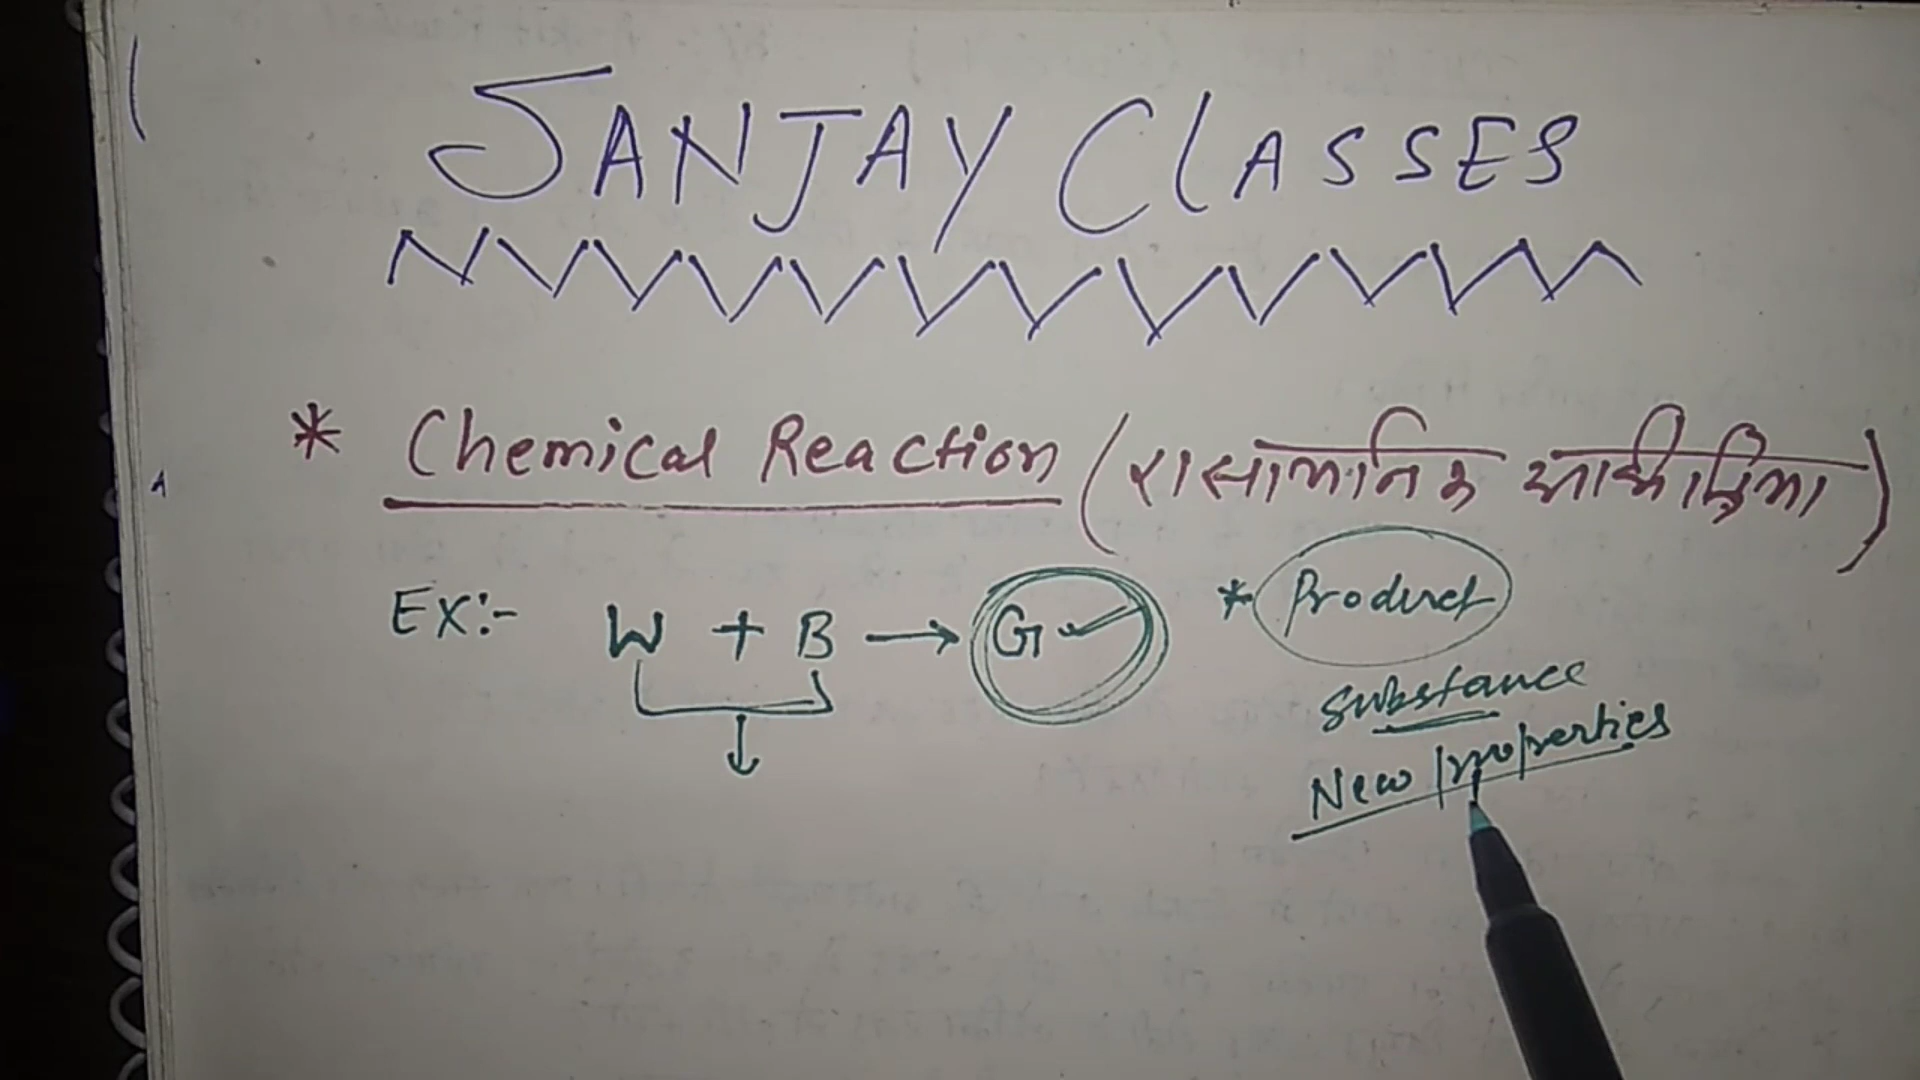 SANJAY ClASSES
* Chemical Reaction (रासायनिक अभिक्रिया)
Ex:- W + B → G * Product
substance
New properties